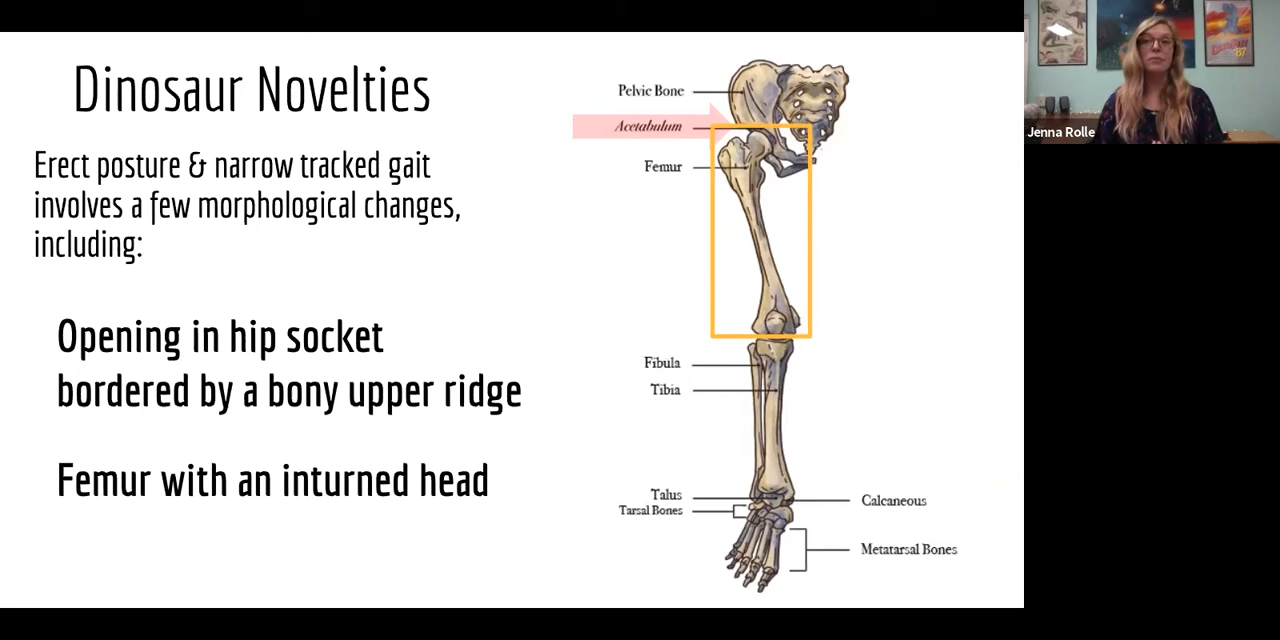 Dinosaur Novelties
Erect posture & narrow tracked gait
involves a few morphological changes,
including:
Opening in hip socket
bordered by a bony upper ridge
Femur with an inturned head
Pelvic Bone
Acetabulum
Femur
Fibula
Tibia
Talus
Tarsal Bones
Calcaneous
Metatarsal Bones
Jenna Rolle